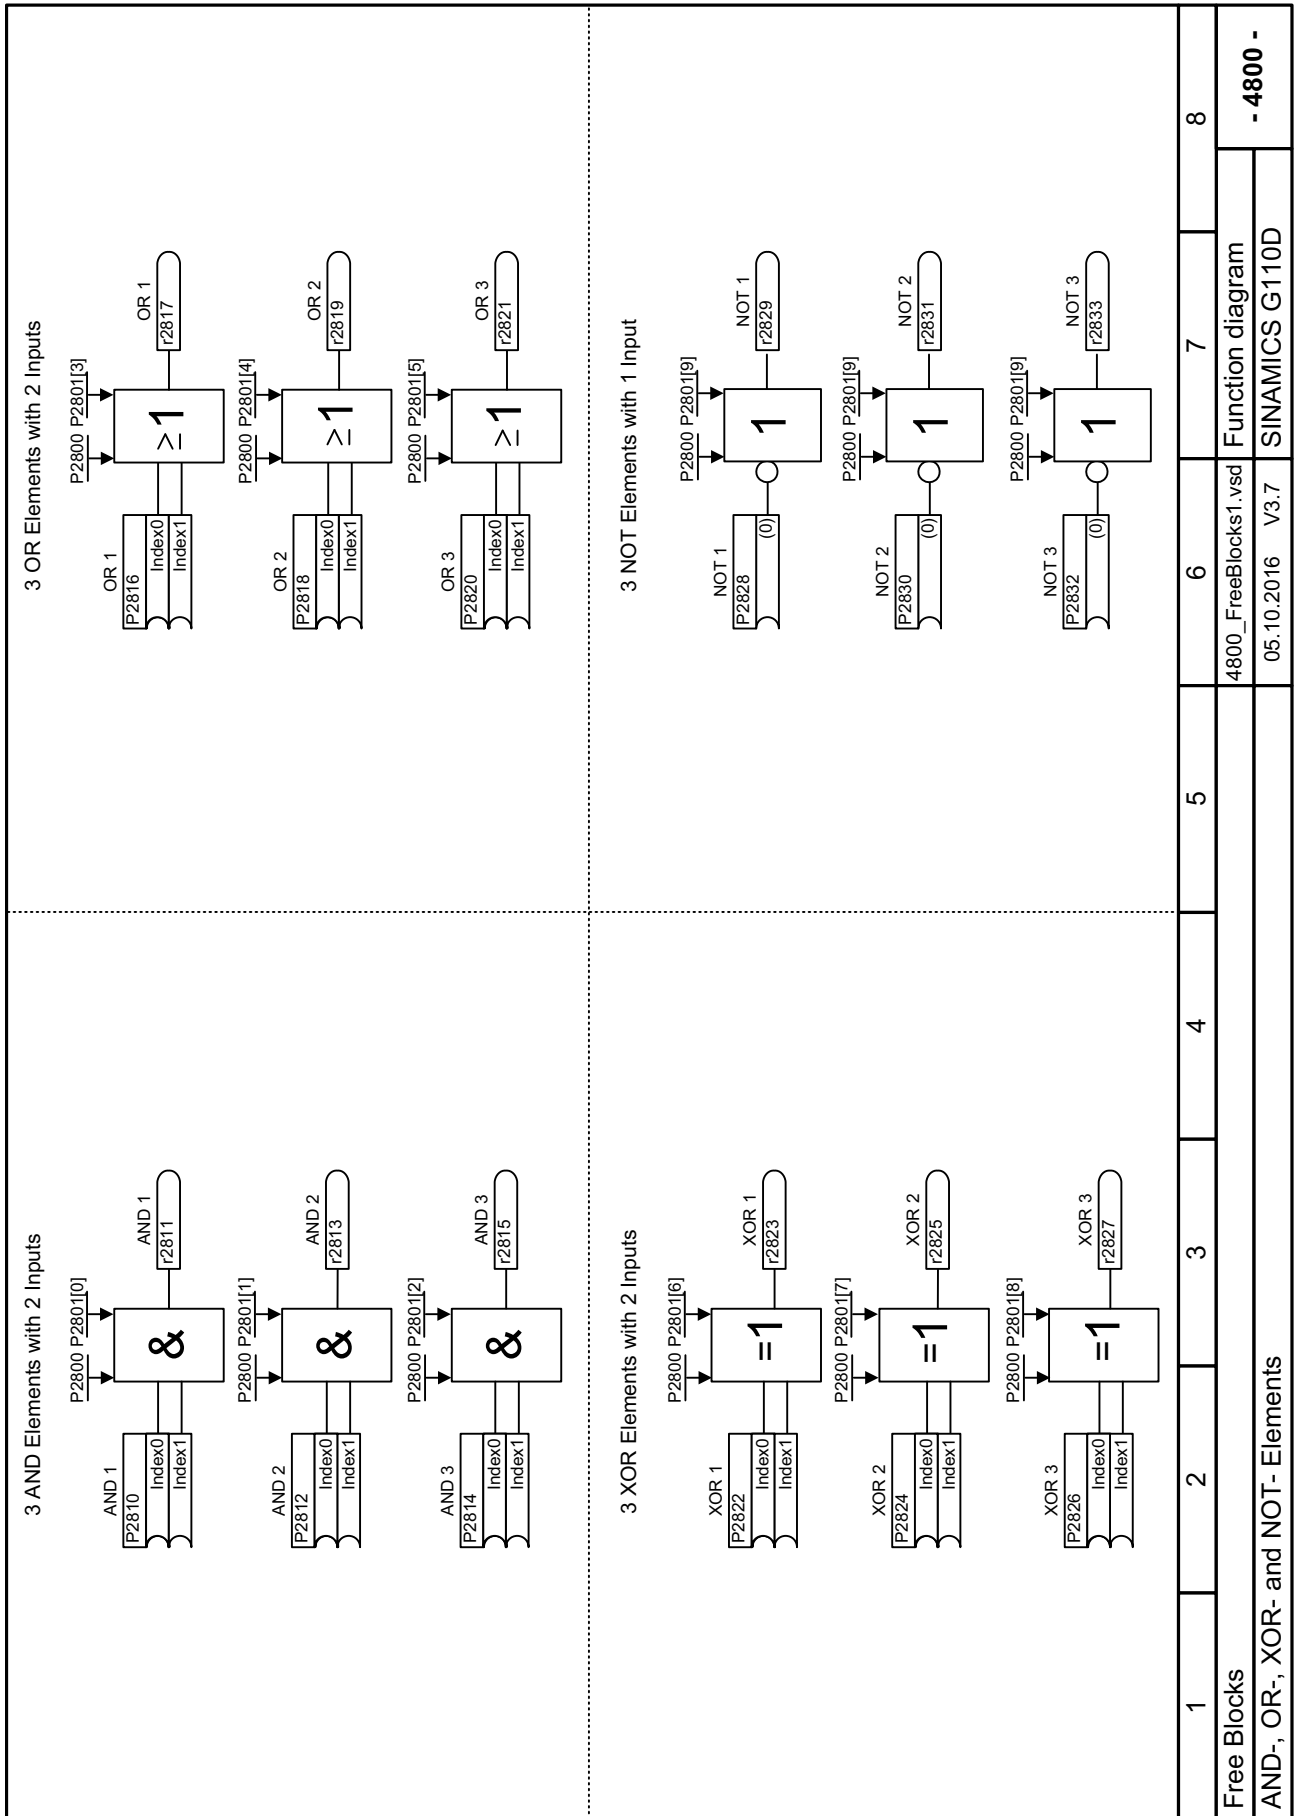 3 AND Elements with 2 Inputs
P2800 P2801[0]
AND 1
P2810
Index0
Index1
&
AND 1
r2811
P2800 P2801[1]
AND 2
P2812
Index0
Index1
&
AND 2
r2813
P2800 P2801[2]
AND 3
P2814
Index0
Index1
&
AND 3
r2815
3 OR Elements with 2 Inputs
P2800 P2801[3]
OR 1
P2816
Index0
Index1
≥1
OR 1
r2817
P2800 P2801[4]
OR 2
P2818
Index0
Index1
≥1
OR 2
r2819
P2800 P2801[5]
OR 3
P2820
Index0
Index1
≥1
OR 3
r2821
3 XOR Elements with 2 Inputs
P2800 P2801[6]
XOR 1
P2822
Index0
Index1
=1
XOR 1
r2823
P2800 P2801[7]
XOR 2
P2824
Index0
Index1
=1
XOR 2
r2825
P2800 P2801[8]
XOR 3
P2826
Index0
Index1
=1
XOR 3
r2827
3 NOT Elements with 1 Input
P2800 P2801[9]
NOT 1
P2828
(0)
1
NOT 1
r2829
P2800 P2801[9]
NOT 2
P2830
(0)
1
NOT 2
r2831
P2800 P2801[9]
NOT 3
P2832
(0)
1
NOT 3
r2833
1 2 3 4 5 6 7 8
Free Blocks 4800_FreeBlocks1.vsd Function diagram
AND-, OR-, XOR- and NOT- Elements 05.10.2016 V3.7 SINAMICS G110D
- 4800 -